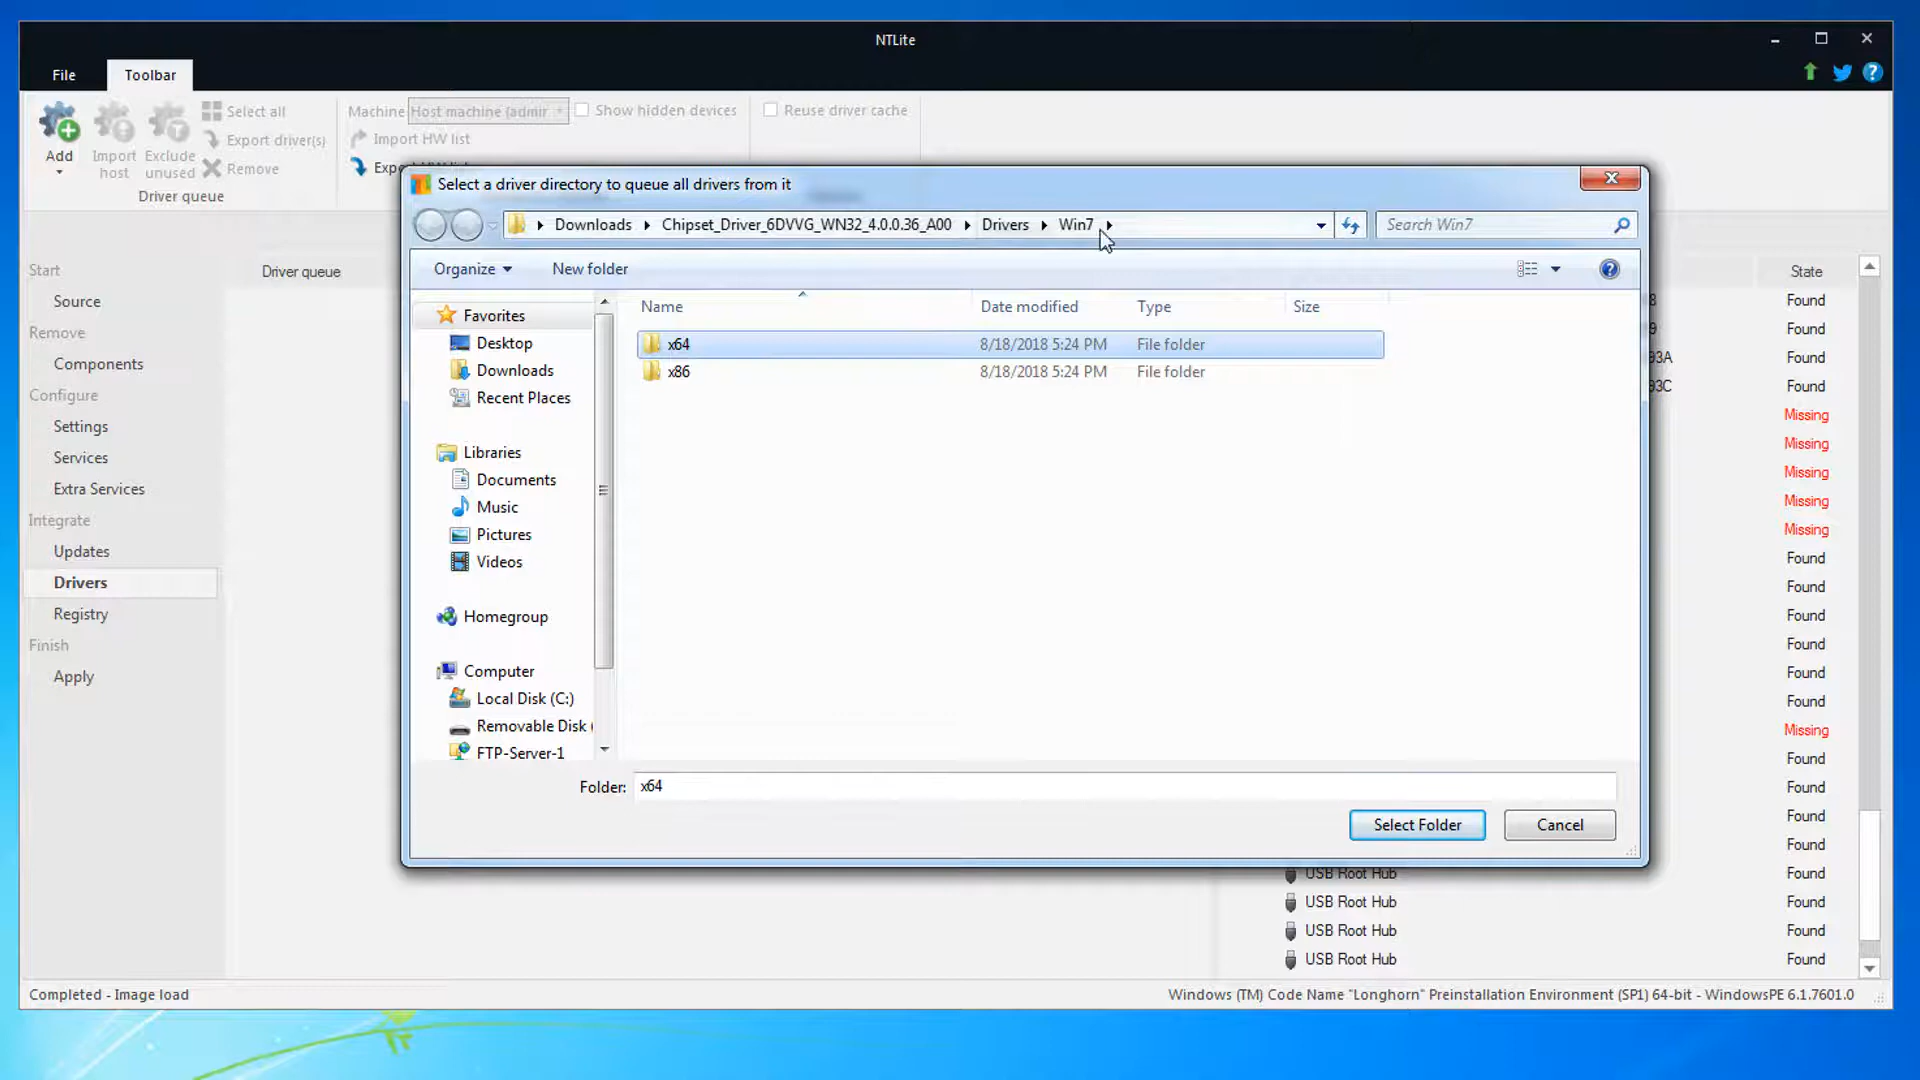 NTLite
File
Toolbar
Add
Import host
Exclude unused
Select all
Export driver(s)
Remove
Driver queue
Machine
Host machine (admir
Show hidden devices
Reuse driver cache
Import HW list
Select a driver directory to queue all drivers from it
Downloads
Chipset_Driver_6DVVG_WN32_4.0.0.36_A00
Drivers
Win7
Search Win7
Organize
New folder
Start
Source
Remove
Components
Configure
Settings
Services
Extra Services
Integrate
Updates
Drivers
Registry
Finish
Apply
Driver queue
Favorites
Desktop
Downloads
Recent Places
Libraries
Documents
Music
Pictures
Videos
Homegroup
Computer
Local Disk (C:)
Removable Disk (
FTP-Server-1
Name Date modified Type Size
x64 8/18/2018 5:24 PM File folder
x86 8/18/2018 5:24 PM File folder
Folder: x64
Select Folder
Cancel
State
Found
Found
93A Found
93C Found
Missing
Missing
Missing
Missing
Missing
Found
Found
Found
Found
Found
Found
Missing
Found
Found
Found
Found
USB Root Hub Found
USB Root Hub Found
USB Root Hub Found
USB Root Hub Found
Completed - Image load
Windows (TM) Code Name "Longhorn" Preinstallation Environment (SP1) 64-bit - WindowsPE 6.1.7601.0